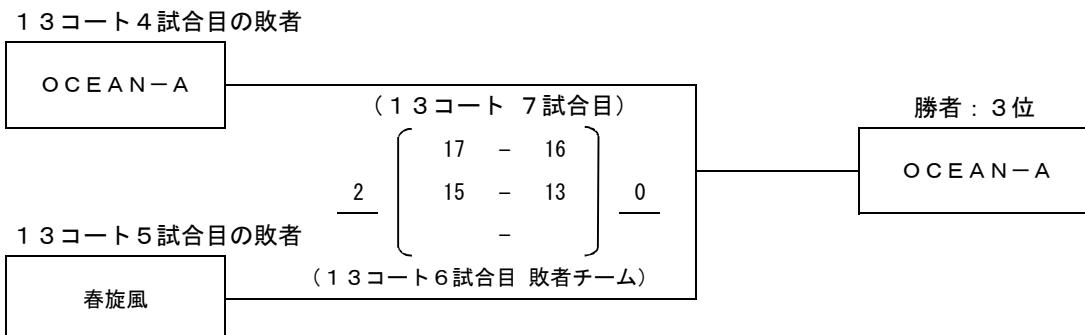 13コート4試合目の敗者
OCEAN−A
(13コート 7試合目)
勝者:3位
17 − 16
OCEAN−A
2 15 − 13 0
−
13コート5試合目の敗者
(13コート6試合目 敗者チーム)
春旋風